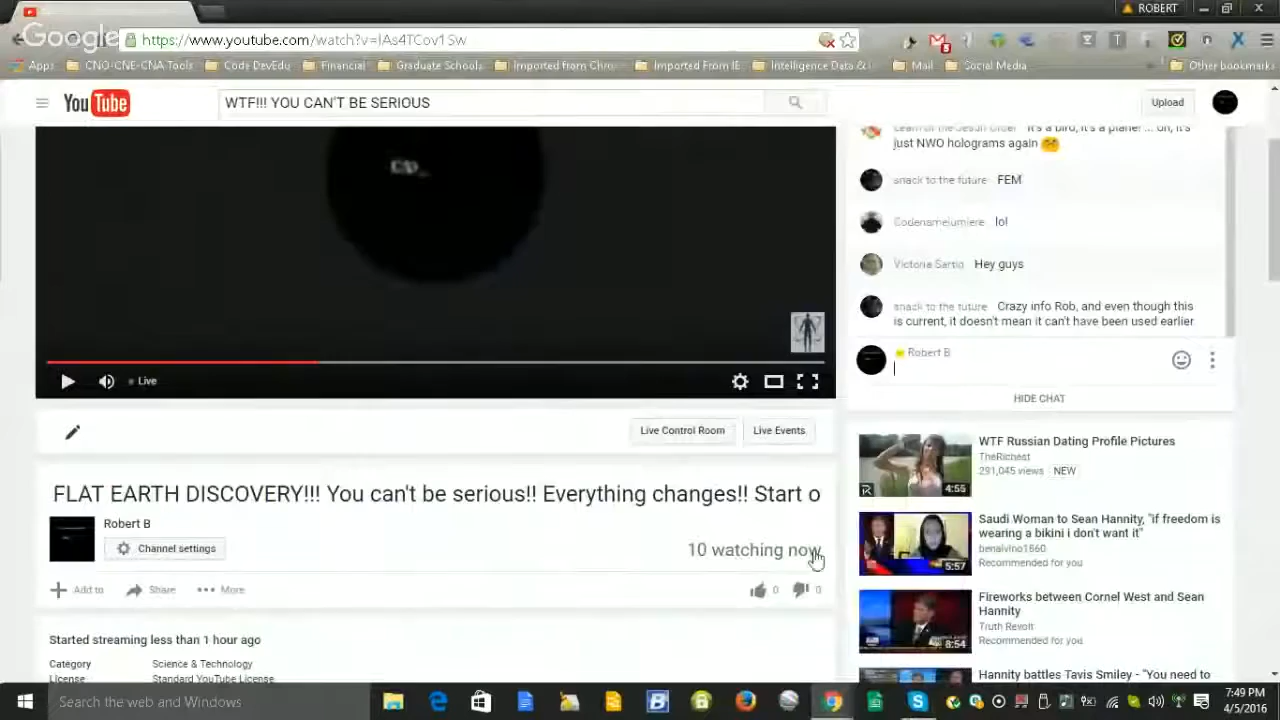 ROBERT
Google
https://www.youtube.com/watch?v=lAs4TCov1Sw
Apps CNO-CNE-CNA Tools Code DevEdu Financial Graduate Schools Imported from Chro Imported From IE Intelligence Data & Mail Social Media Other bookmarks
YouTube
WTF!!! YOU CAN'T BE SERIOUS
Upload
It's a bird, it's a plane! ... oh, it's
just NWO holograms again
snack to the future FEM
Codenamelumiere lol
Victoria Sartig Hey guys
snack to the future Crazy info Rob, and even though this
is current, it doesn't mean it can't have been used earlier
Robert B
HIDE CHAT
Live
Live Control Room Live Events
FLAT EARTH DISCOVERY!!! You can't be serious!! Everything changes!! Start o
Robert B
Channel settings
10 watching now
Add to Share More 0 0
Started streaming less than 1 hour ago
Category Science & Technology
License Standard YouTube License
WTF Russian Dating Profile Pictures
TheRichest
291,045 views NEW
4:55
Saudi Woman to Sean Hannity, "if freedom is
wearing a bikini i don't want it"
benalvino1860
Recommended for you
5:57
Fireworks between Cornel West and Sean
Hannity
Truth Revolt
Recommended for you
8:54
Hannity battles Tavis Smiley - "You need to
Search the web and Windows
7:49 PM
4/5/2016